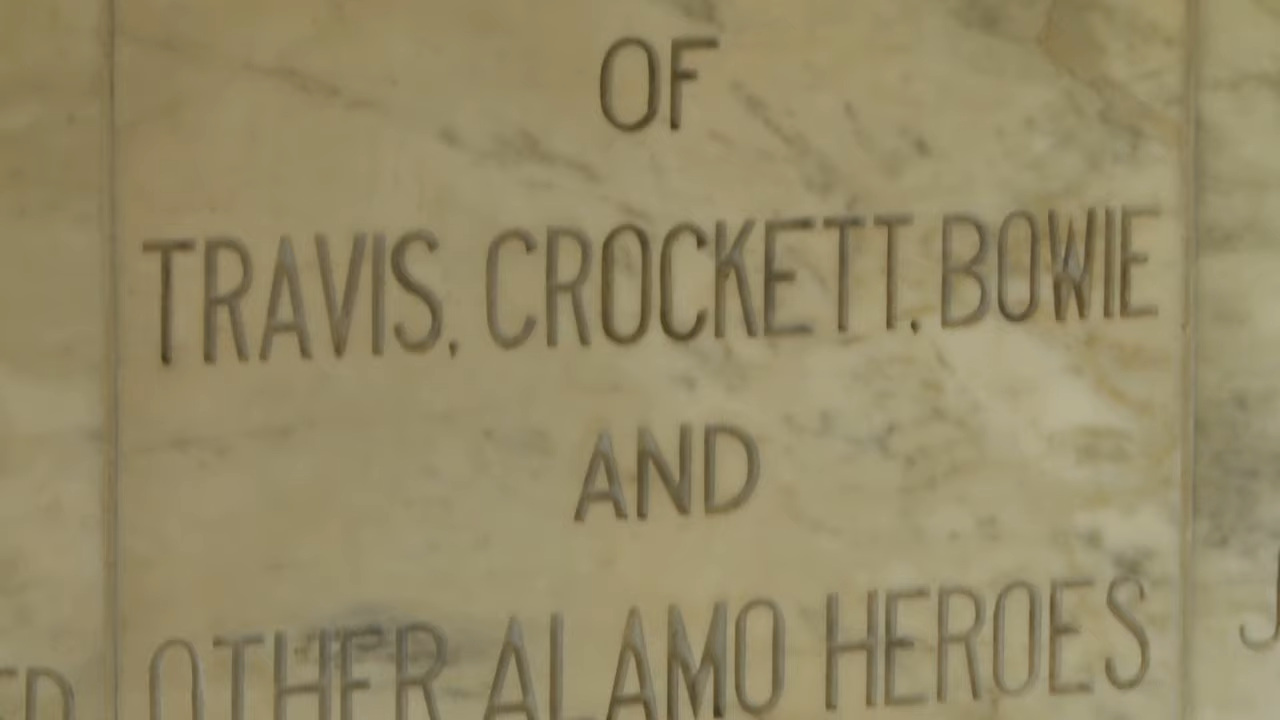 OF
TRAVIS, CROCKETT, BOWIE
AND
OTHER ALAMO HEROES